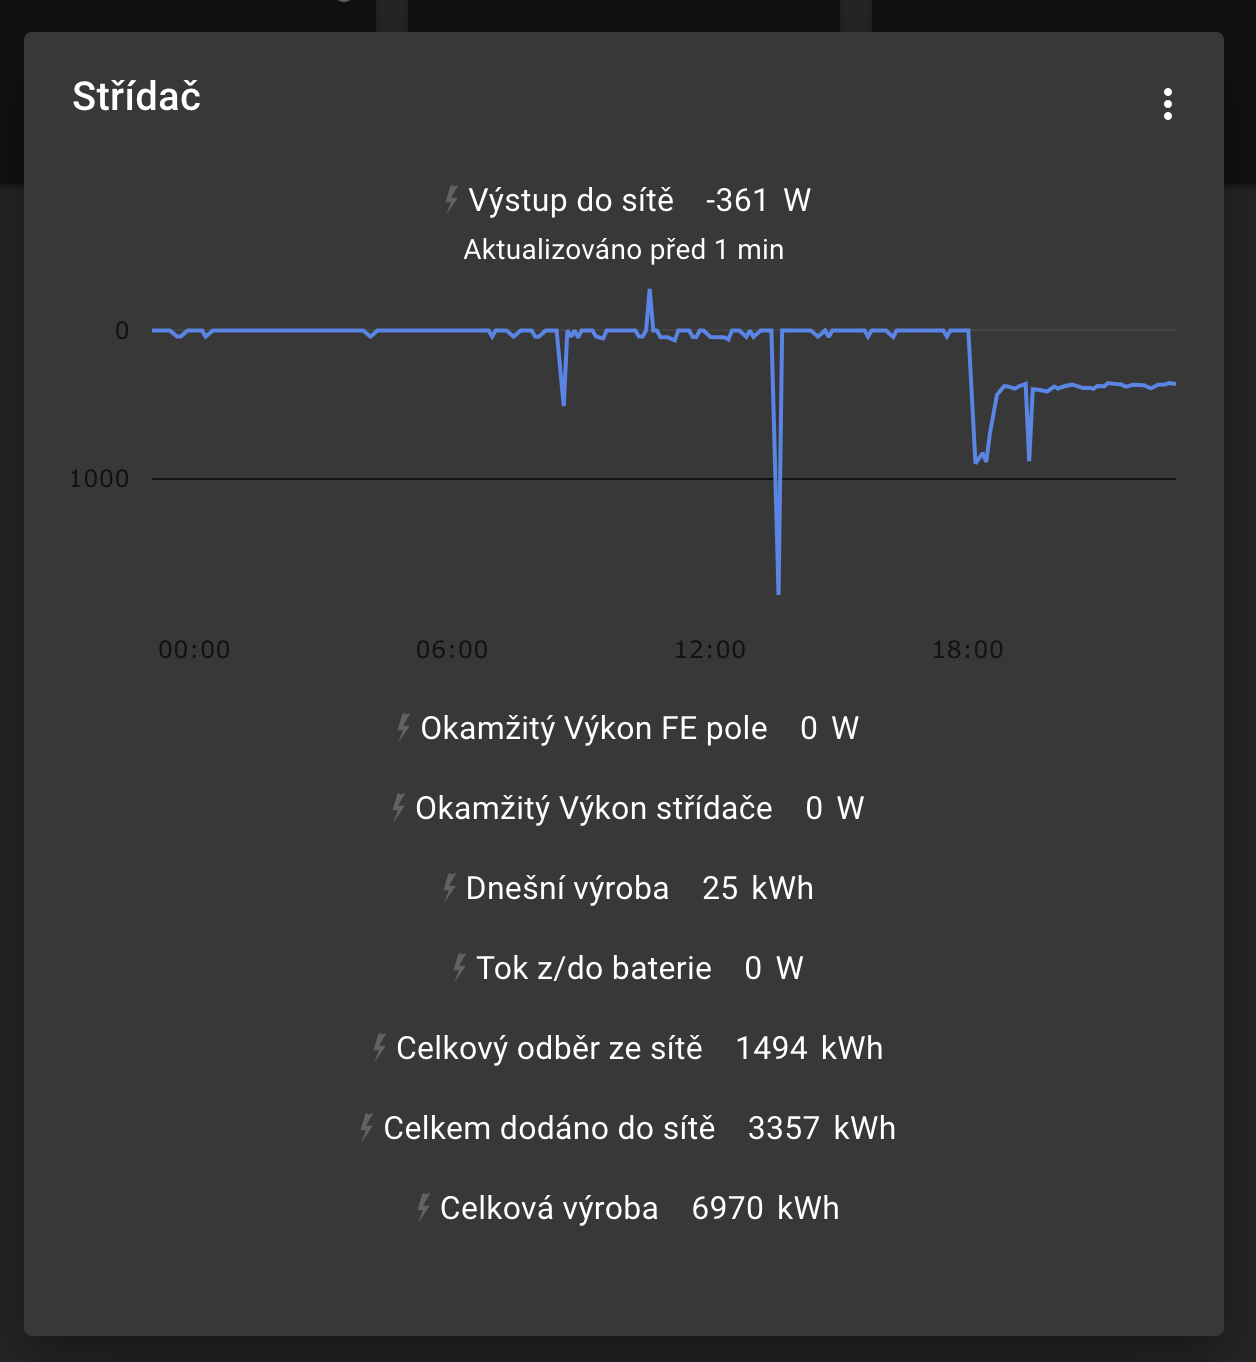 Střídač
Výstup do sítě -361 W
Aktualizováno před 1 min
0
1000
00:00 06:00 12:00 18:00
Okamžitý Výkon FE pole 0 W
Okamžitý Výkon střídače 0 W
Dnešní výroba 25 kWh
Tok z/do baterie 0 W
Celkový odběr ze sítě 1494 kWh
Celkem dodáno do sítě 3357 kWh
Celková výroba 6970 kWh